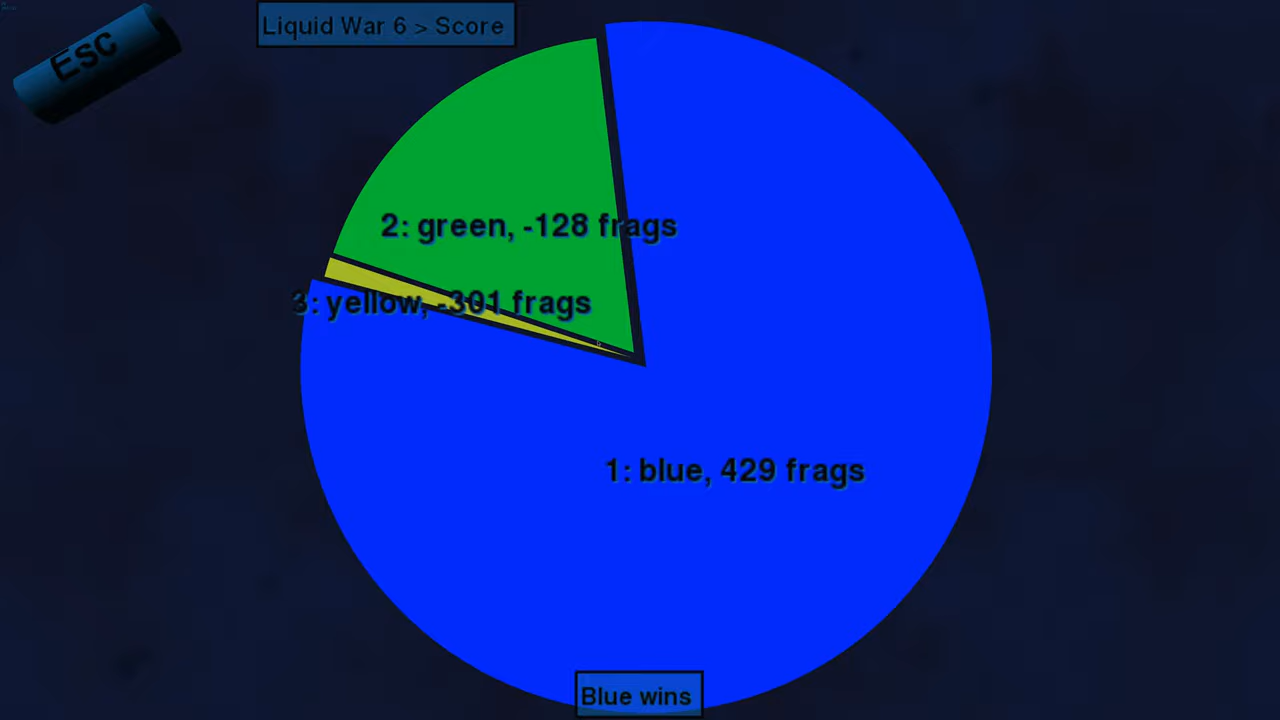 ESC
Liquid War 6 > Score
2: green, -128 frags
3: yellow, -301 frags
1: blue, 429 frags
Blue wins